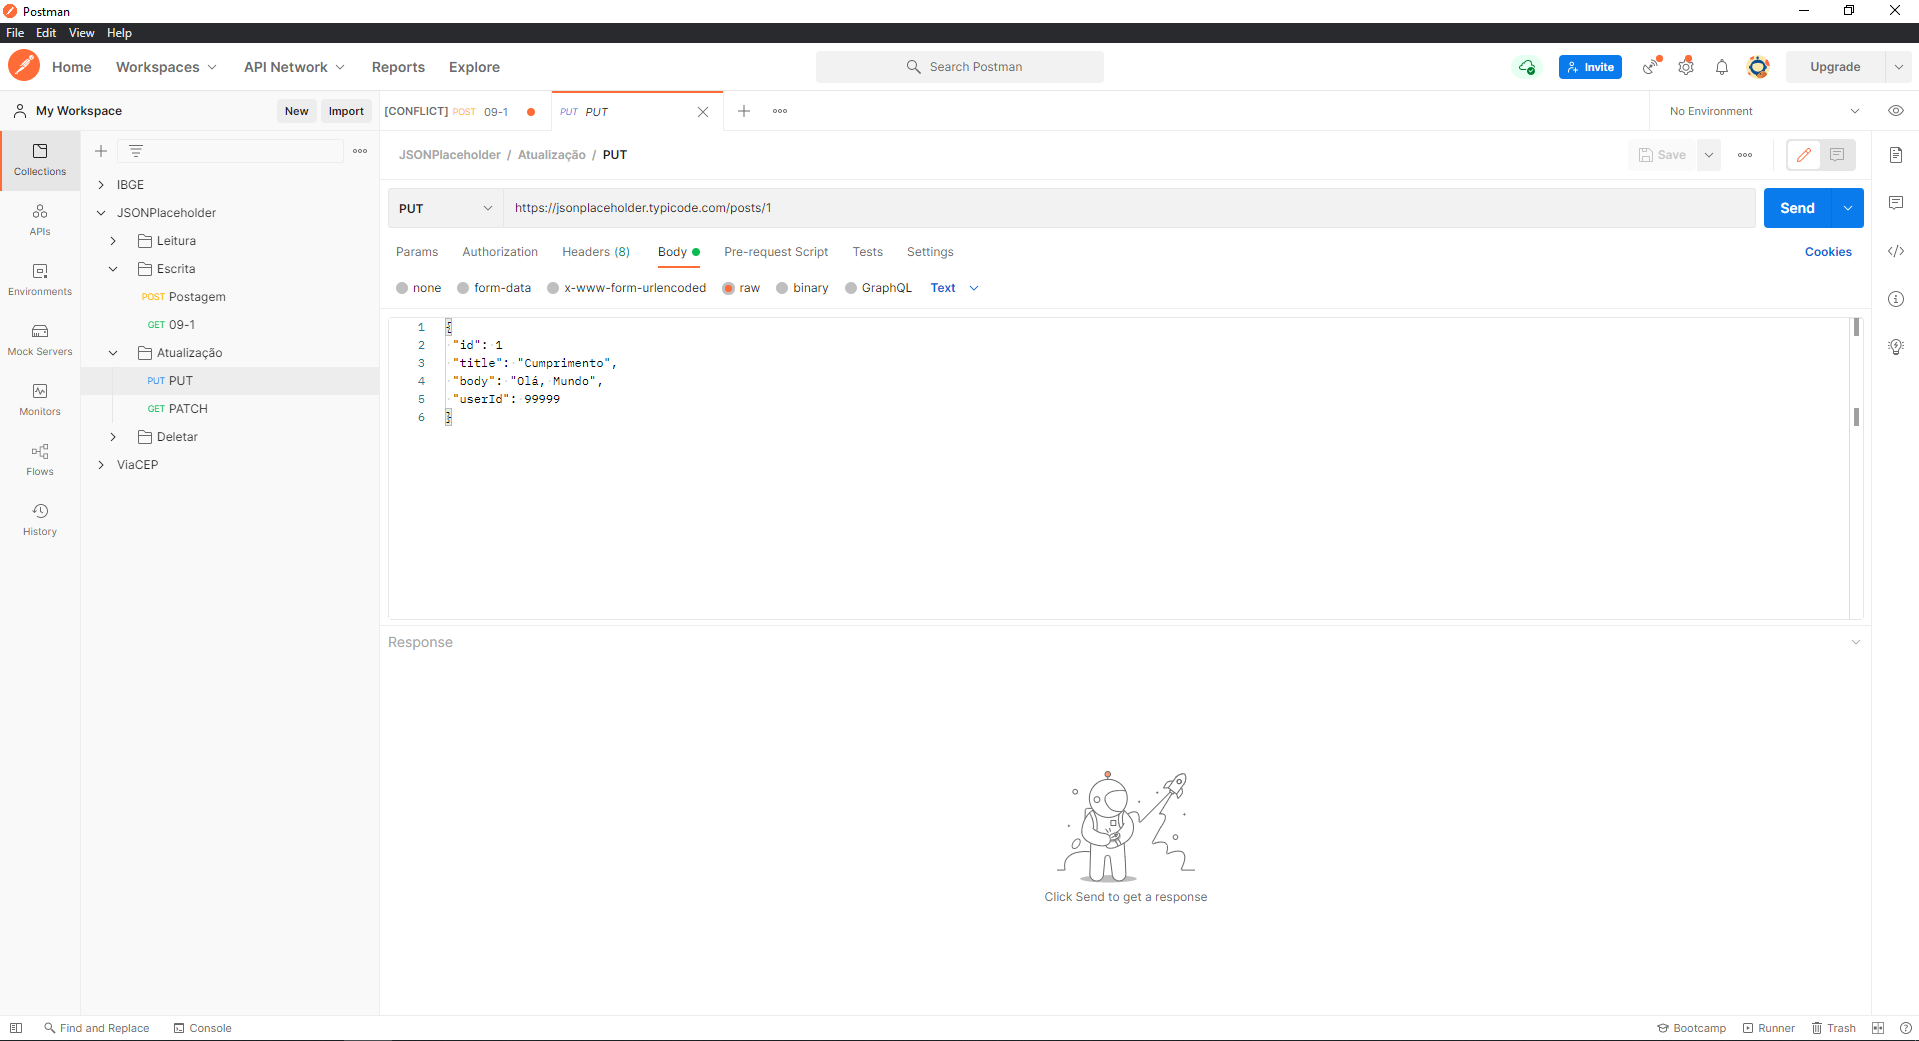 Postman
File Edit View Help
Home Workspaces API Network Reports Explore Search Postman Invite Upgrade
My Workspace New Import [CONFLICT] POST 09-1 PUT PUT No Environment
Collections
APIs
Environments
Mock Servers
Monitors
Flows
History
IBGE
JSONPlaceholder
Leitura
Escrita
POST Postagem
GET 09-1
Atualização
PUT PUT
GET PATCH
Deletar
ViaCEP
JSONPlaceholder / Atualização / PUT Save
PUT https://jsonplaceholder.typicode.com/posts/1 Send
Params Authorization Headers (8) Body Pre-request Script Tests Settings Cookies
none form-data x-www-form-urlencoded raw binary GraphQL Text
1 {
2 "id": 1
3 "title": "Cumprimento",
4 "body": "Olá, Mundo",
5 "userId": 99999
6 }
Response
Click Send to get a response
Find and Replace Console Bootcamp Runner Trash